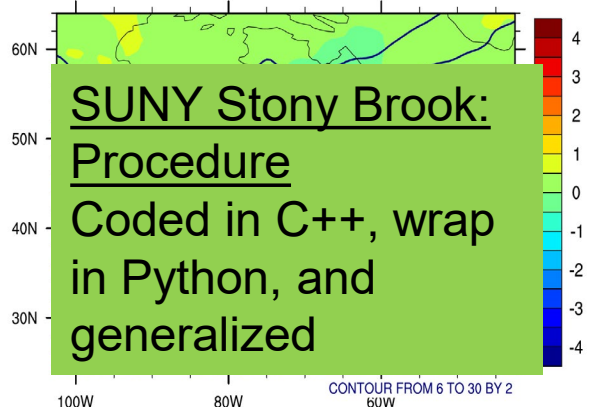 60N
50N
40N
30N
SUNY Stony Brook:
Procedure
Coded in C++, wrap
in Python, and
generalized
4
3
2
1
0
-1
-2
-3
-4
CONTOUR FROM 6 TO 30 BY 2
100W 80W 60W